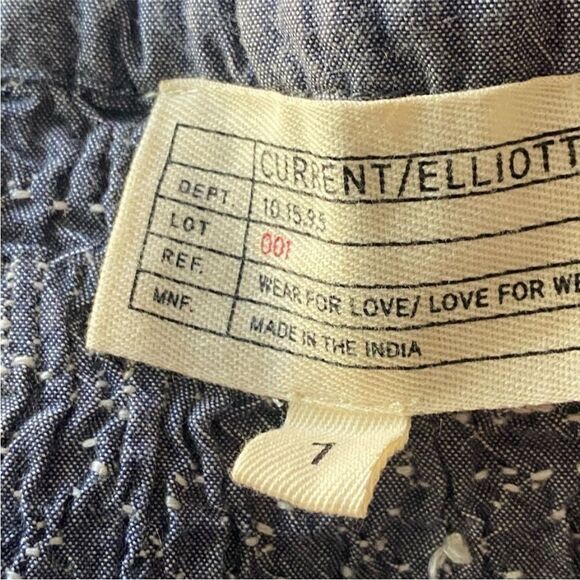 CURRENT/ELLIOTT
DEPT. 10.15.95
LOT 001
REF. WEAR FOR LOVE/ LOVE FOR WE
MNF. MADE IN THE INDIA
7